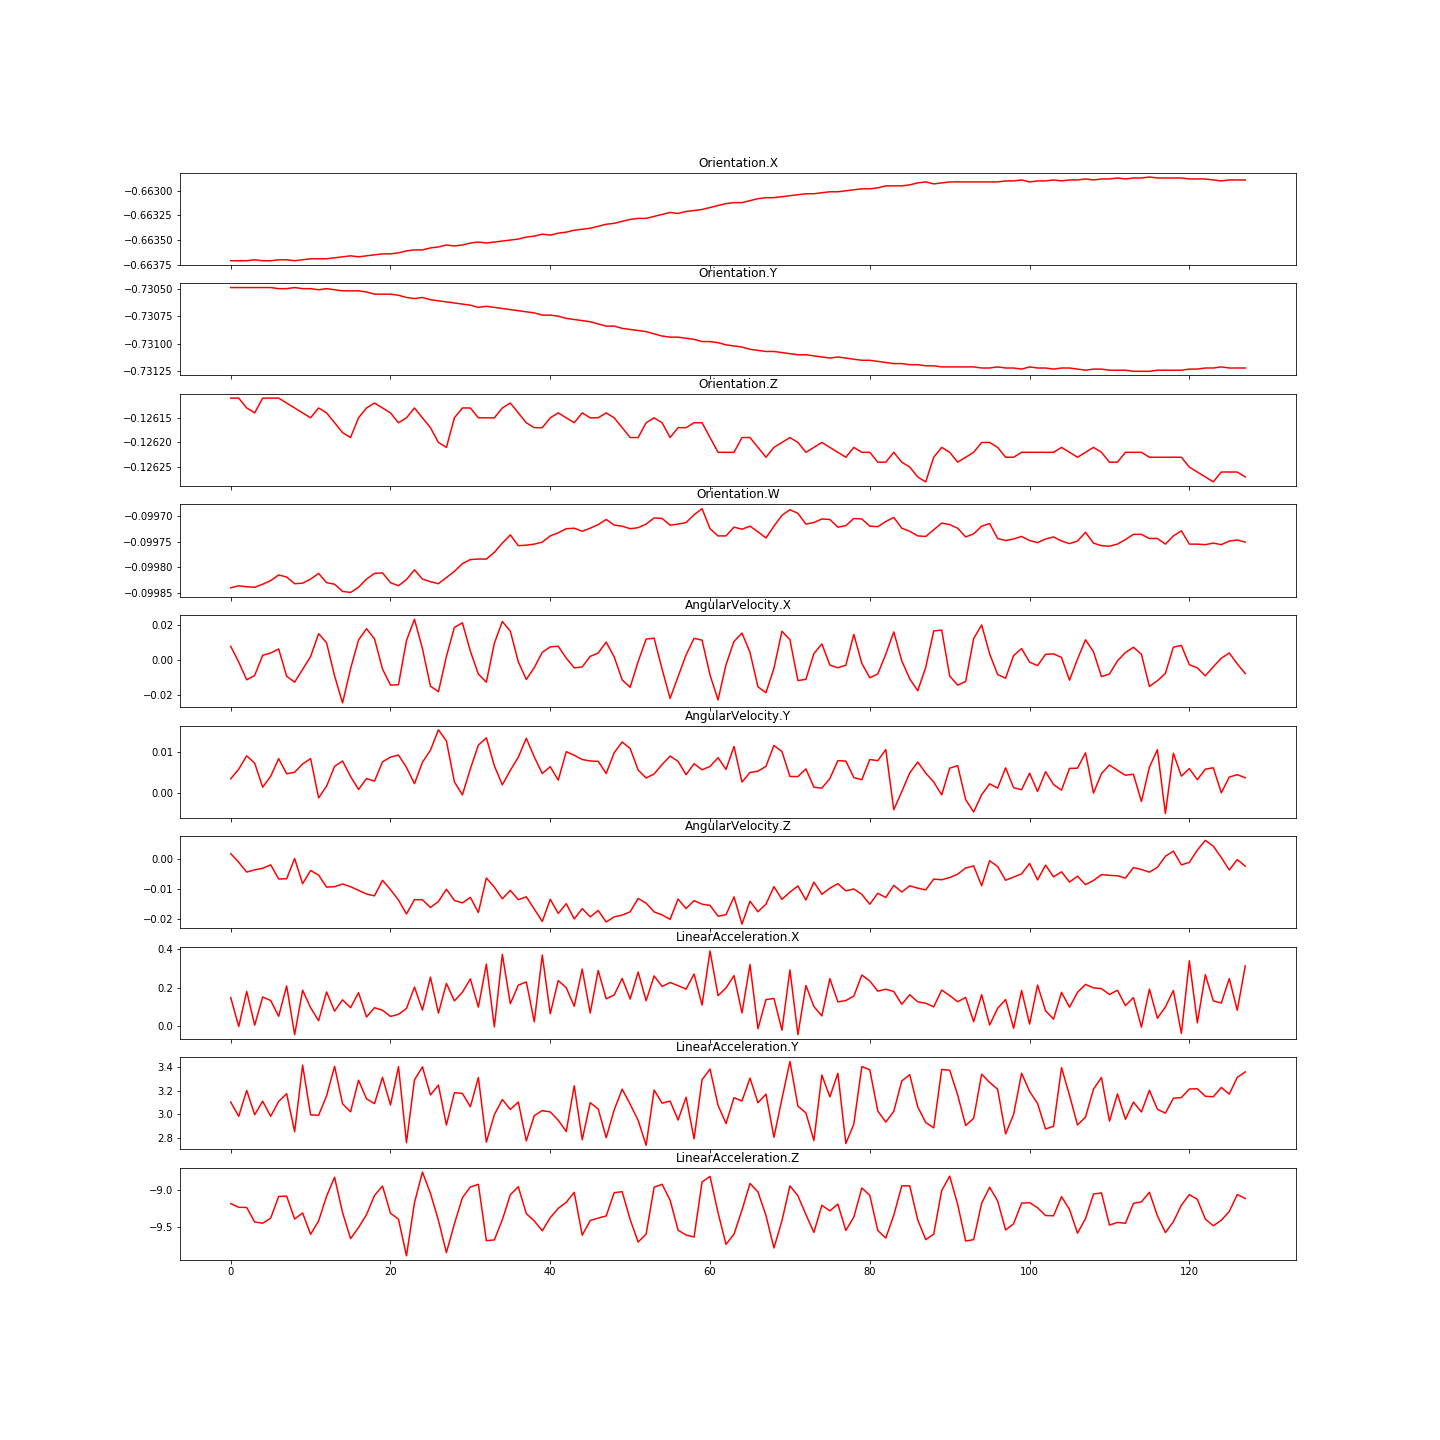 Orientation.X
−0.66300
−0.66325
−0.66350
−0.66375
Orientation.Y
−0.73050
−0.73075
−0.73100
−0.73125
Orientation.Z
−0.12615
−0.12620
−0.12625
Orientation.W
−0.09970
−0.09975
−0.09980
−0.09985
AngularVelocity.X
0.02
0.00
−0.02
AngularVelocity.Y
0.01
0.00
AngularVelocity.Z
0.00
−0.01
−0.02
LinearAcceleration.X
0.4
0.2
0.0
LinearAcceleration.Y
3.4
3.2
3.0
2.8
LinearAcceleration.Z
−9.0
−9.5
0 20 40 60 80 100 120